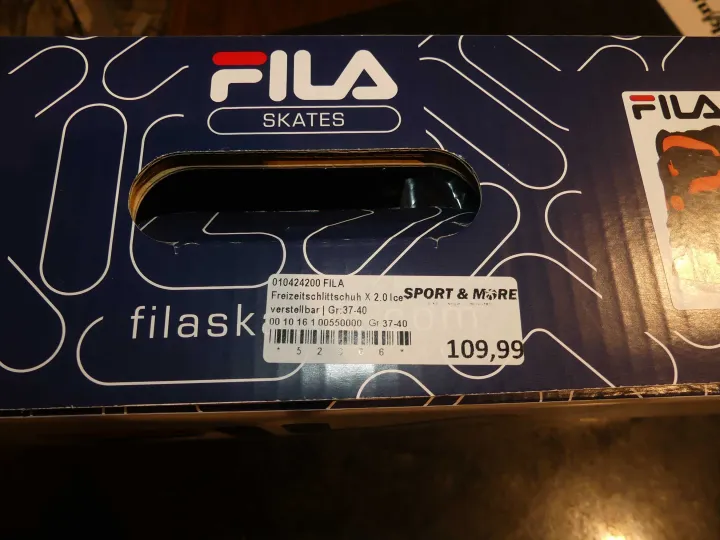 FILA
SKATES
FILA
010424200 FILA
Freizeitschlittschuh X 2.0 Ice SPORT & MORE
verstellbar | Gr:37-40
00 10 16 1 00550000 Gr.37-40
109,99
filaska